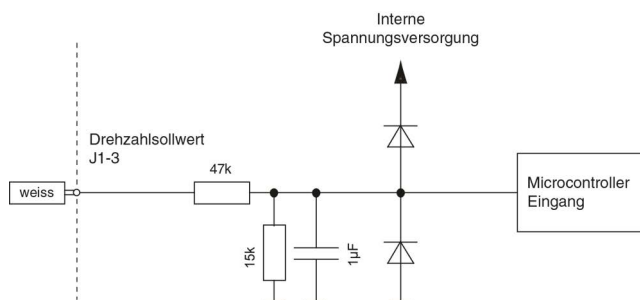 Interne
Spannungsversorgung
Drehzahlsollwert
J1-3
47k
weiss
Microcontroller
Eingang
15k
1µF